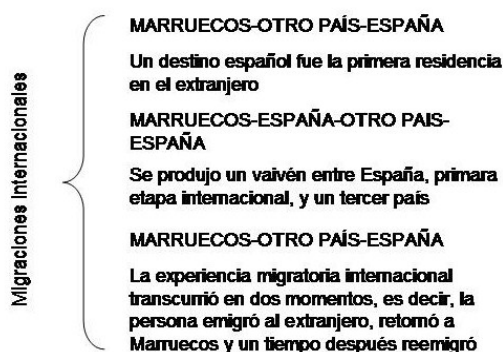 Migraciones Internacionales
MARRUECOS-OTRO PAÍS-ESPAÑA
Un destino español fue la primera residencia
en el extranjero
MARRUECOS-ESPAÑA-OTRO PAIS-
ESPAÑA
Se produjo un vaivén entre España, primara
etapa internacional, y un tercer país
MARRUECOS-OTRO PAÍS-ESPAÑA
La experiencia migratoria internacional
transcurrió en dos momentos, es decir, la
persona emigró al extranjero, retornó a
Marruecos y un tiempo después reemigró